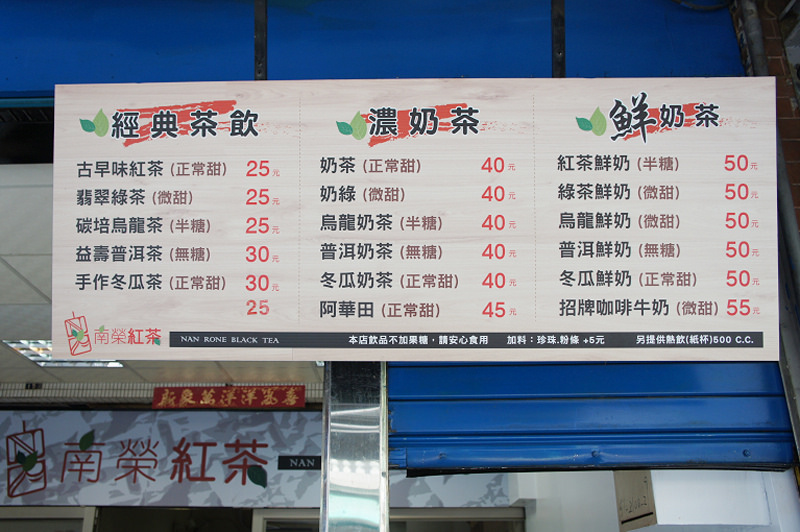 經典茶飲
古早味紅茶 (正常甜) 25元
翡翠綠茶 (微甜) 25元
碳培烏龍茶 (半糖) 25元
益壽普洱茶 (無糖) 30元
手作冬瓜茶 (正常甜) 30元
25
濃奶茶
奶茶 (正常甜) 40元
奶綠 (微甜) 40元
烏龍奶茶 (半糖) 40元
普洱奶茶 (無糖) 40元
冬瓜奶茶 (正常甜) 40元
阿華田 (正常甜) 45元
鮮奶茶
紅茶鮮奶 (半糖) 50元
綠茶鮮奶 (微甜) 50元
烏龍鮮奶 (微甜) 50元
普洱鮮奶 (無糖) 50元
冬瓜鮮奶 (正常甜) 50元
招牌咖啡牛奶 (微甜) 55元
南榮紅茶 NAN RONE BLACK TEA 本店飲品不加果糖，請安心食用 加料：珍珠.粉條 +5元 另提供熱飲(紙杯)500 C.C.
南榮紅茶 NAN